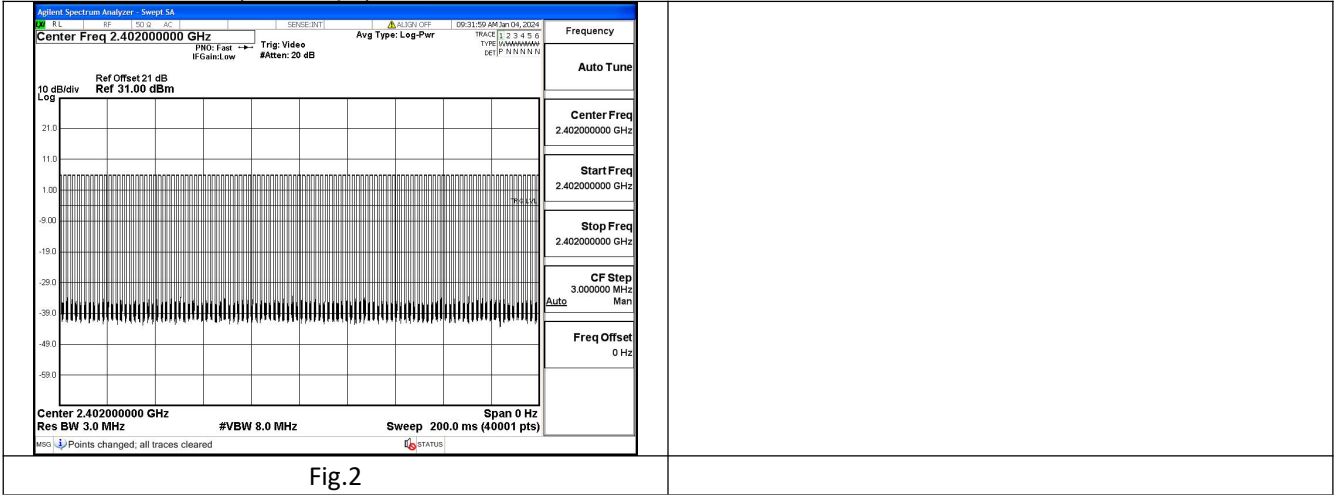 Agilent Spectrum Analyzer - Swept SA
RL RF 50 Ω AC SENSE:INT ALIGN OFF 09:31:59 AM Jan 04, 2024
Center Freq 2.402000000 GHz
Avg Type: Log-Pwr
TRACE 1 2 3 4 5 6
PNO: Fast Trig: Video
TYPE WWWWWW
IFGain:Low #Atten: 20 dB
DET P N N N N N
Ref Offset 21 dB
10 dB/div Ref 31.00 dBm
Log
21.0
11.0
1.00
TRIG LVL
-9.00
-19.0
-29.0
-39.0
-49.0
-59.0
Center 2.402000000 GHz Span 0 Hz
Res BW 3.0 MHz #VBW 8.0 MHz Sweep 200.0 ms (40001 pts)
MSG Points changed; all traces cleared STATUS
Frequency
Auto Tune
Center Freq
2.402000000 GHz
Start Freq
2.402000000 GHz
Stop Freq
2.402000000 GHz
CF Step
3.000000 MHz
Auto Man
Freq Offset
0 Hz
Fig.2